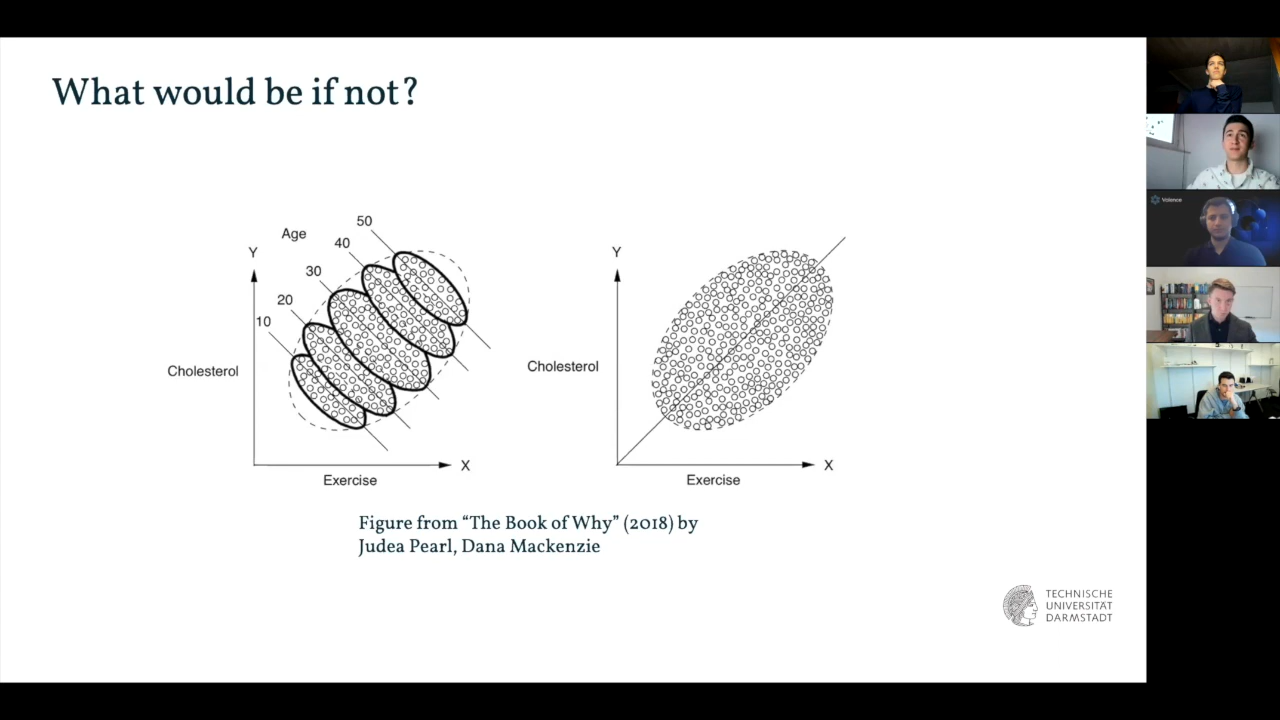 What would be if not?
50
Age
40
Y
30
20
10
Cholesterol
X
Exercise
Y
Cholesterol
X
Exercise
Figure from “The Book of Why” (2018) by
Judea Pearl, Dana Mackenzie
TECHNISCHE
UNIVERSITÄT
DARMSTADT
Valence